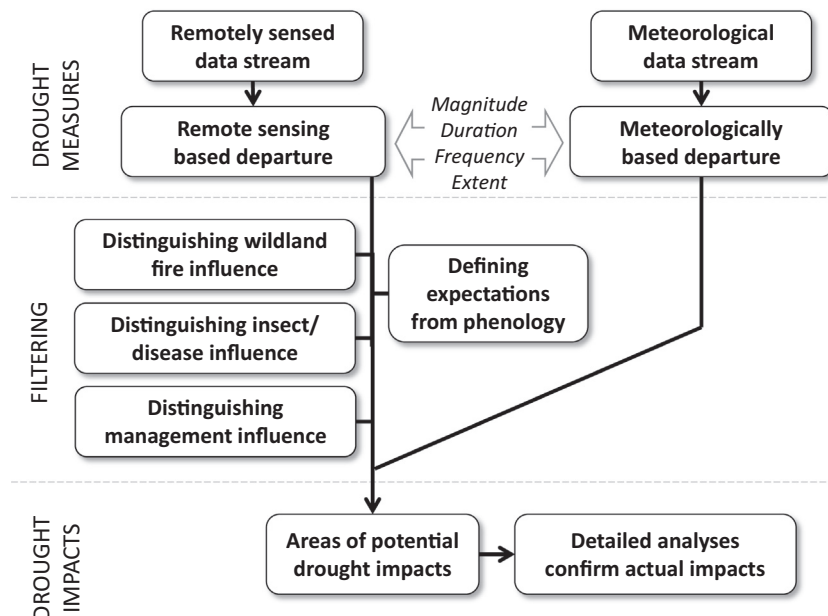 DROUGHT
MEASURES
Remotely sensed
data stream
Meteorological
data stream
Remote sensing
based departure
Magnitude
Duration
Frequency
Extent
Meteorologically
based departure
FILTERING
Distinguishing wildland
fire influence
Defining
expectations
from phenology
Distinguishing insect/
disease influence
Distinguishing
management influence
DROUGHT
IMPACTS
Areas of potential
drought impacts
Detailed analyses
confirm actual impacts